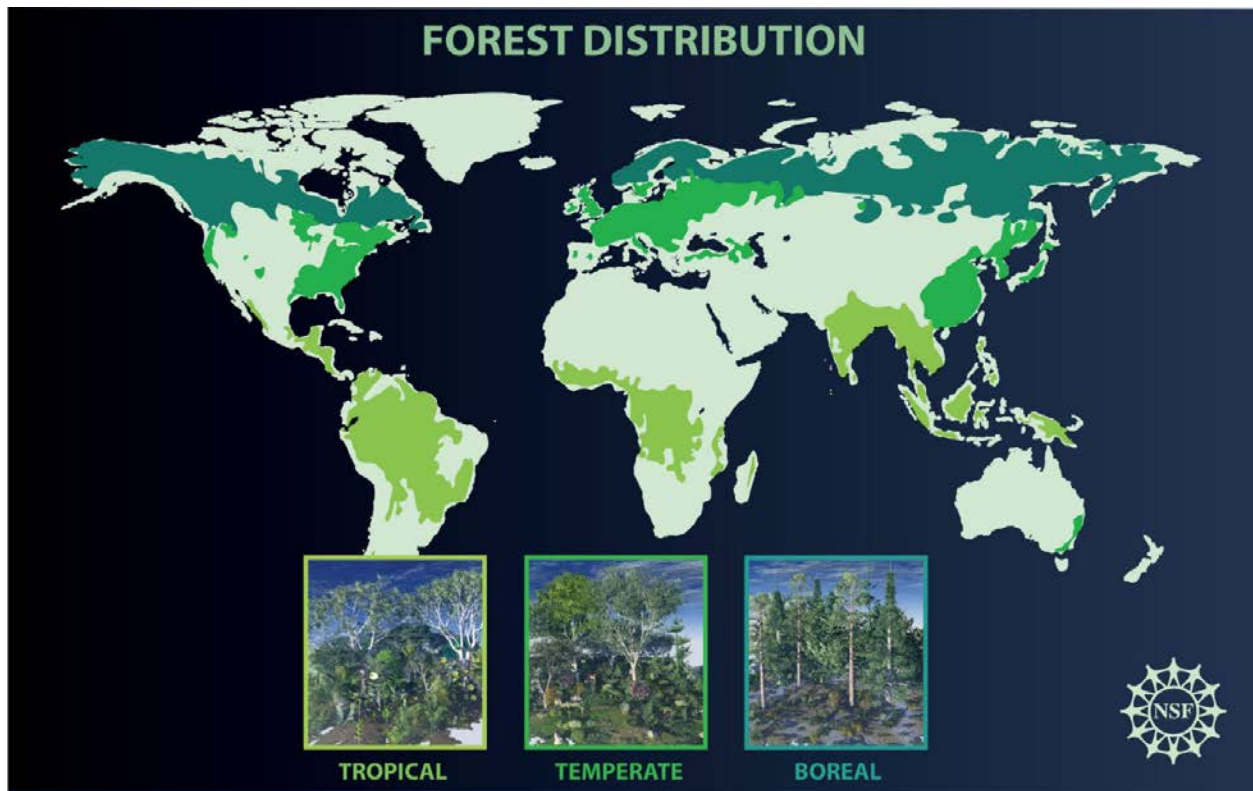 FOREST DISTRIBUTION
TROPICAL
TEMPERATE
BOREAL
NSF